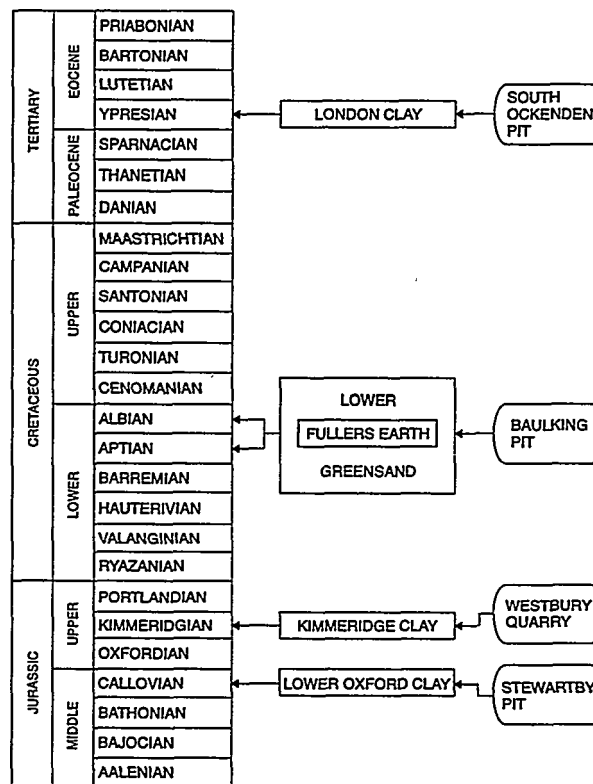 TERTIARY
EOCENE
PRIABONIAN
BARTONIAN
LUTETIAN
YPRESIAN
LONDON CLAY
SOUTH
OCKENDEN
PIT
PALEOCENE
SPARNACIAN
THANETIAN
DANIAN
CRETACEOUS
UPPER
MAASTRICHTIAN
CAMPANIAN
SANTONIAN
CONIACIAN
TURONIAN
CENOMANIAN
LOWER
ALBIAN
APTIAN
BARREMIAN
HAUTERIVIAN
VALANGINIAN
RYAZANIAN
LOWER
FULLERS EARTH
GREENSAND
BAULKING
PIT
JURASSIC
UPPER
PORTLANDIAN
KIMMERIDGIAN
OXFORDIAN
KIMMERIDGE CLAY
WESTBURY
QUARRY
MIDDLE
CALLOVIAN
BATHONIAN
BAJOCIAN
AALENIAN
LOWER OXFORD CLAY
STEWARTBY
PIT